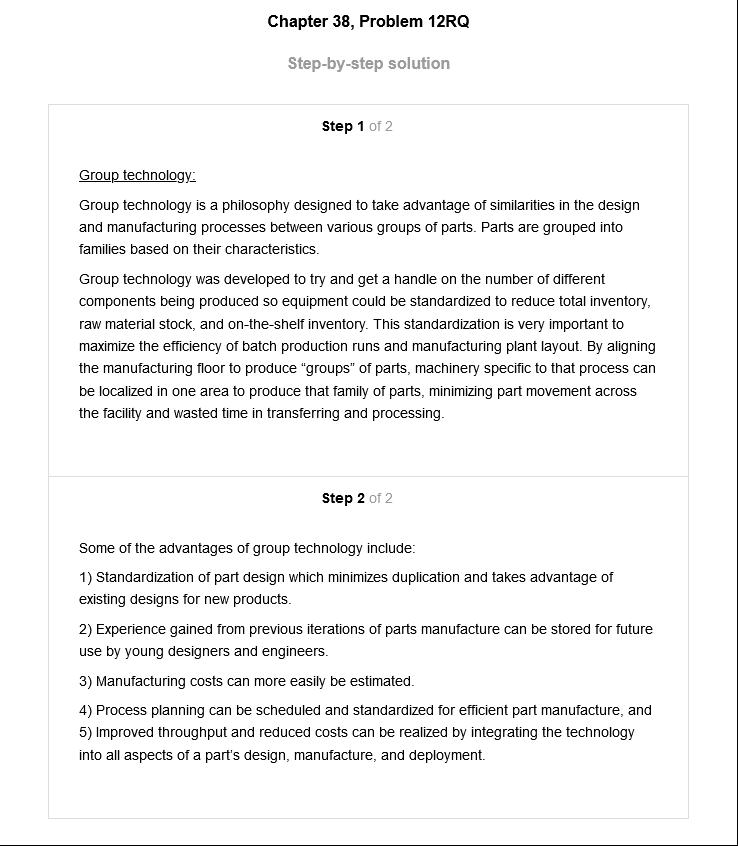 Chapter 38, Problem 12RQ
Step-by-step solution
Step 1 of 2
Group technology:
Group technology is a philosophy designed to take advantage of similarities in the design
and manufacturing processes between various groups of parts. Parts are grouped into
families based on their characteristics.
Group technology was developed to try and get a handle on the number of different
components being produced so equipment could be standardized to reduce total inventory,
raw material stock, and on-the-shelf inventory. This standardization is very important to
maximize the efficiency of batch production runs and manufacturing plant layout. By aligning
the manufacturing floor to produce “groups” of parts, machinery specific to that process can
be localized in one area to produce that family of parts, minimizing part movement across
the facility and wasted time in transferring and processing.
Step 2 of 2
Some of the advantages of group technology include:
1) Standardization of part design which minimizes duplication and takes advantage of
existing designs for new products.
2) Experience gained from previous iterations of parts manufacture can be stored for future
use by young designers and engineers.
3) Manufacturing costs can more easily be estimated.
4) Process planning can be scheduled and standardized for efficient part manufacture, and
5) Improved throughput and reduced costs can be realized by integrating the technology
into all aspects of a part’s design, manufacture, and deployment.